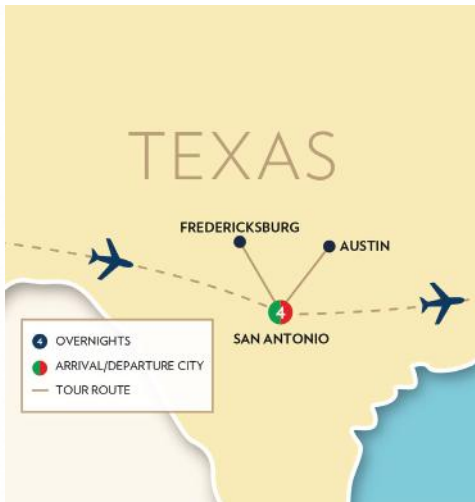 TEXAS
FREDERICKSBURG
AUSTIN
4
SAN ANTONIO
4 OVERNIGHTS
ARRIVAL/DEPARTURE CITY
TOUR ROUTE